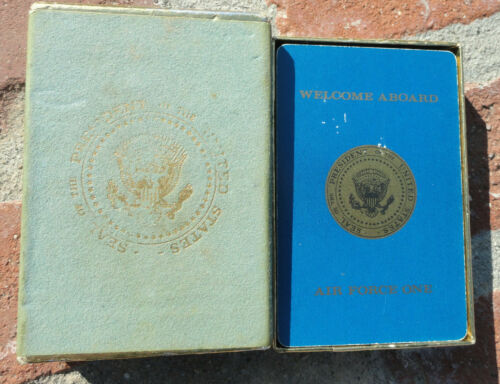 SEAL OF THE PRESIDENT OF THE UNITED STATES
WELCOME ABOARD
SEAL OF THE PRESIDENT OF THE UNITED STATES
AIR FORCE ONE